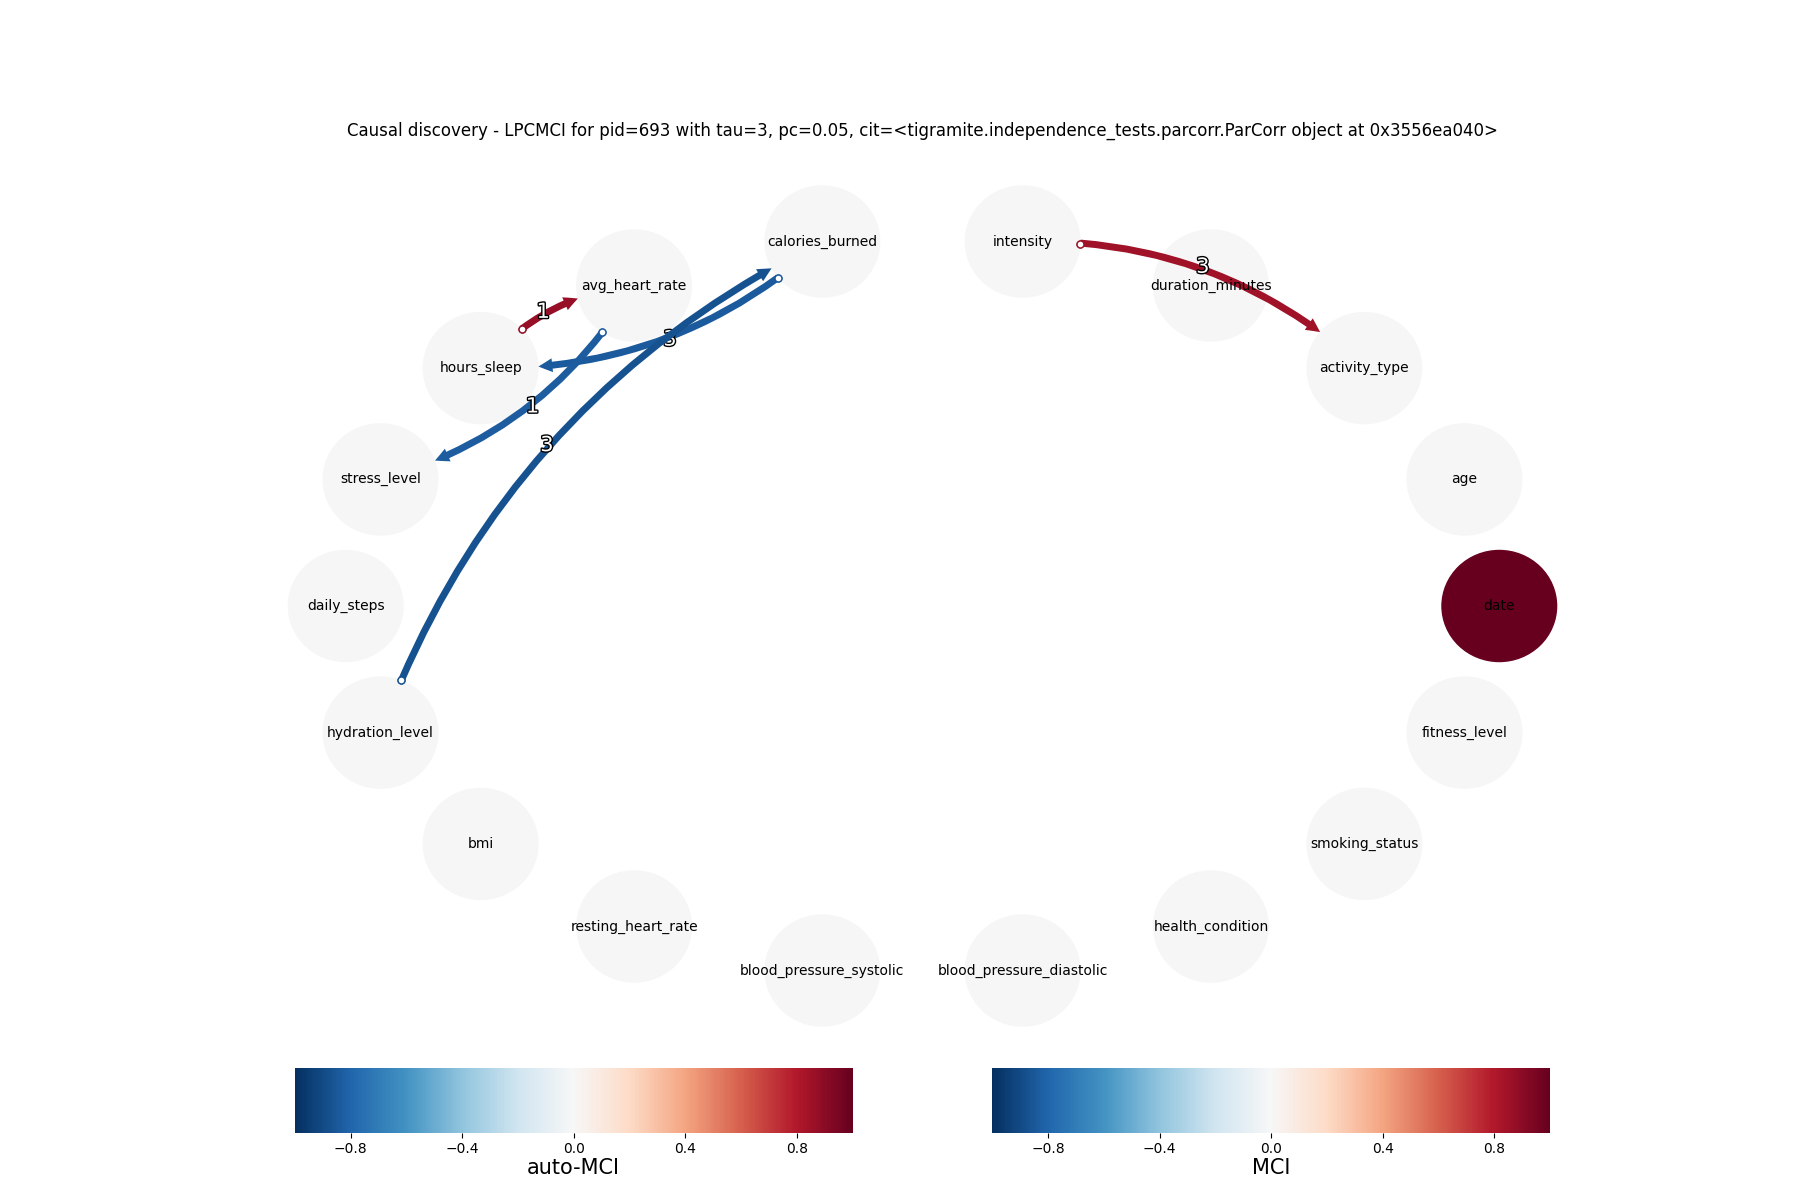 Causal discovery - LPCMCI for pid=693 with tau=3, pc=0.05, cit=<tigramite.independence_tests.parcorr.ParCorr object at 0x3556ea040>
calories_burned
intensity
3
avg_heart_rate
duration_minutes
1
3
hours_sleep
activity_type
1
3
stress_level
age
daily_steps
date
hydration_level
fitness_level
bmi
smoking_status
resting_heart_rate
health_condition
blood_pressure_systolic
blood_pressure_diastolic
−0.8 −0.4 0.0 0.4 0.8
auto-MCI
−0.8 −0.4 0.0 0.4 0.8
MCI